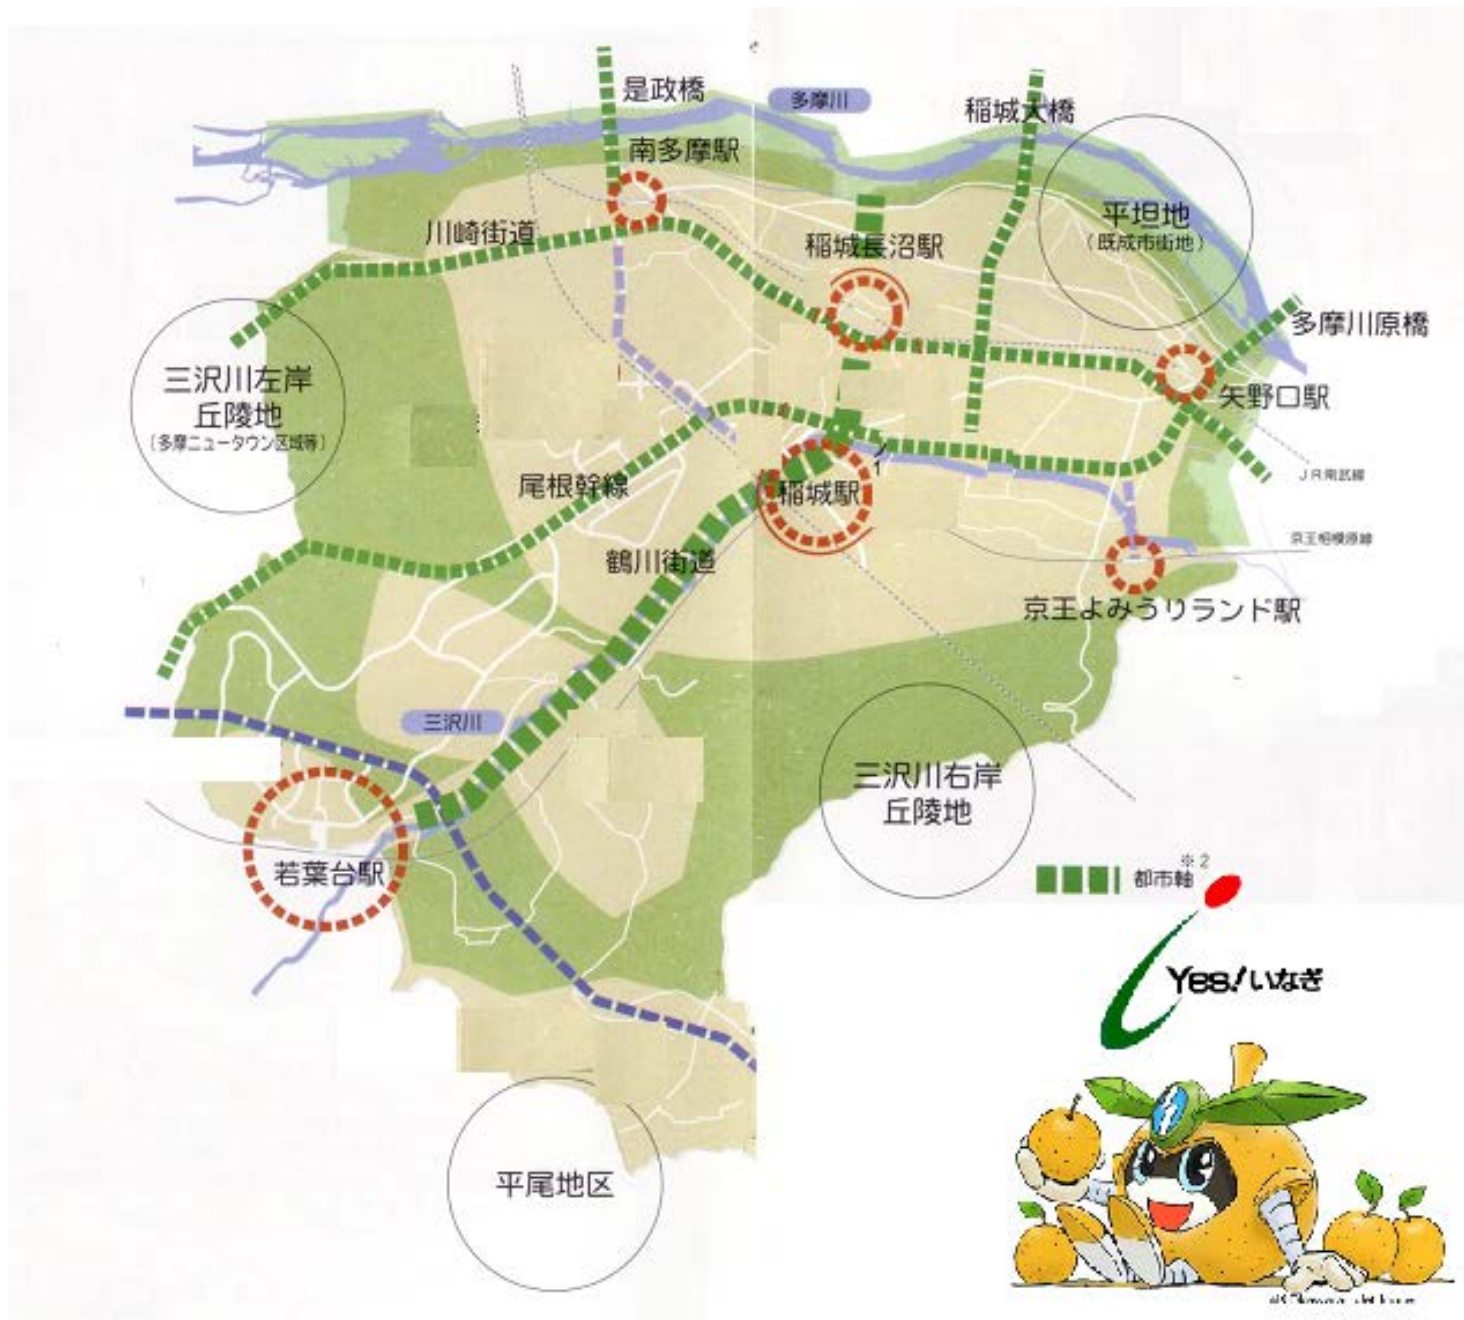 是政橋
多摩川
稲城大橋
南多摩駅
平坦地
（既成市街地）
川崎街道
稲城長沼駅
多摩川原橋
三沢川左岸
丘陵地
（多摩ニュータウン区域等）
矢野口駅
1
JR南武線
尾根幹線
稲城駅
京王相模原線
鶴川街道
京王よみうりランド駅
三沢川
三沢川右岸
丘陵地
若葉台駅
都市軸※2
Yes!いなぎ
平尾地区